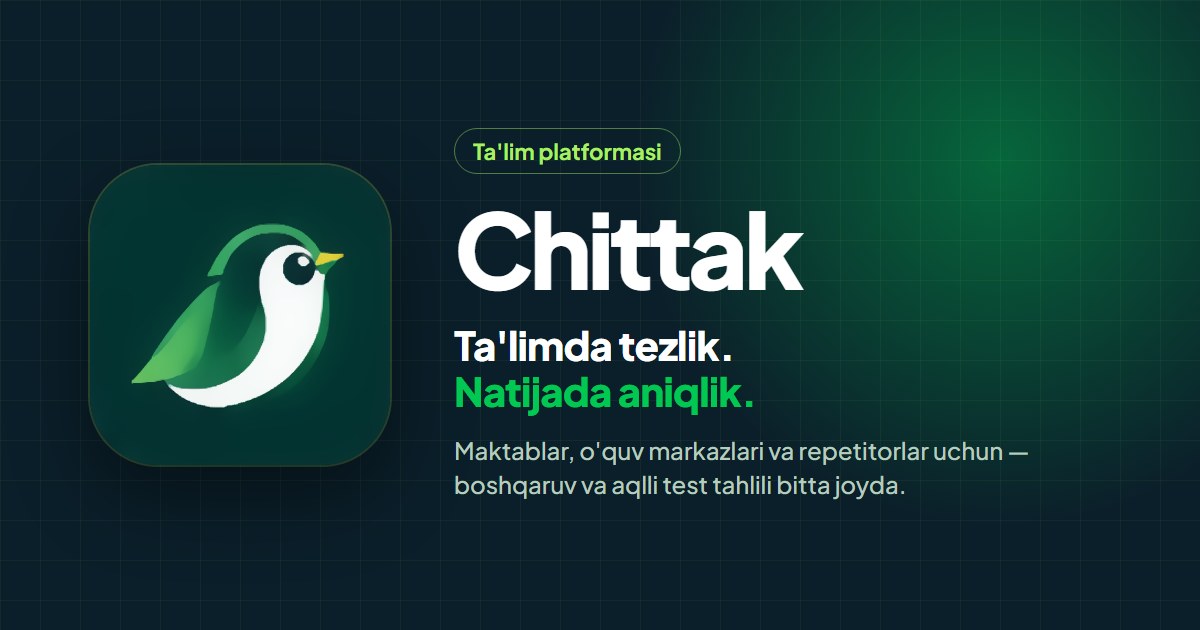 Ta'lim platformasi
Chittak
Ta'limda tezlik.
Natijada aniqlik.
Maktablar, o'quv markazlari va repetitorlar uchun —
boshqaruv va aqlli test tahlili bitta joyda.